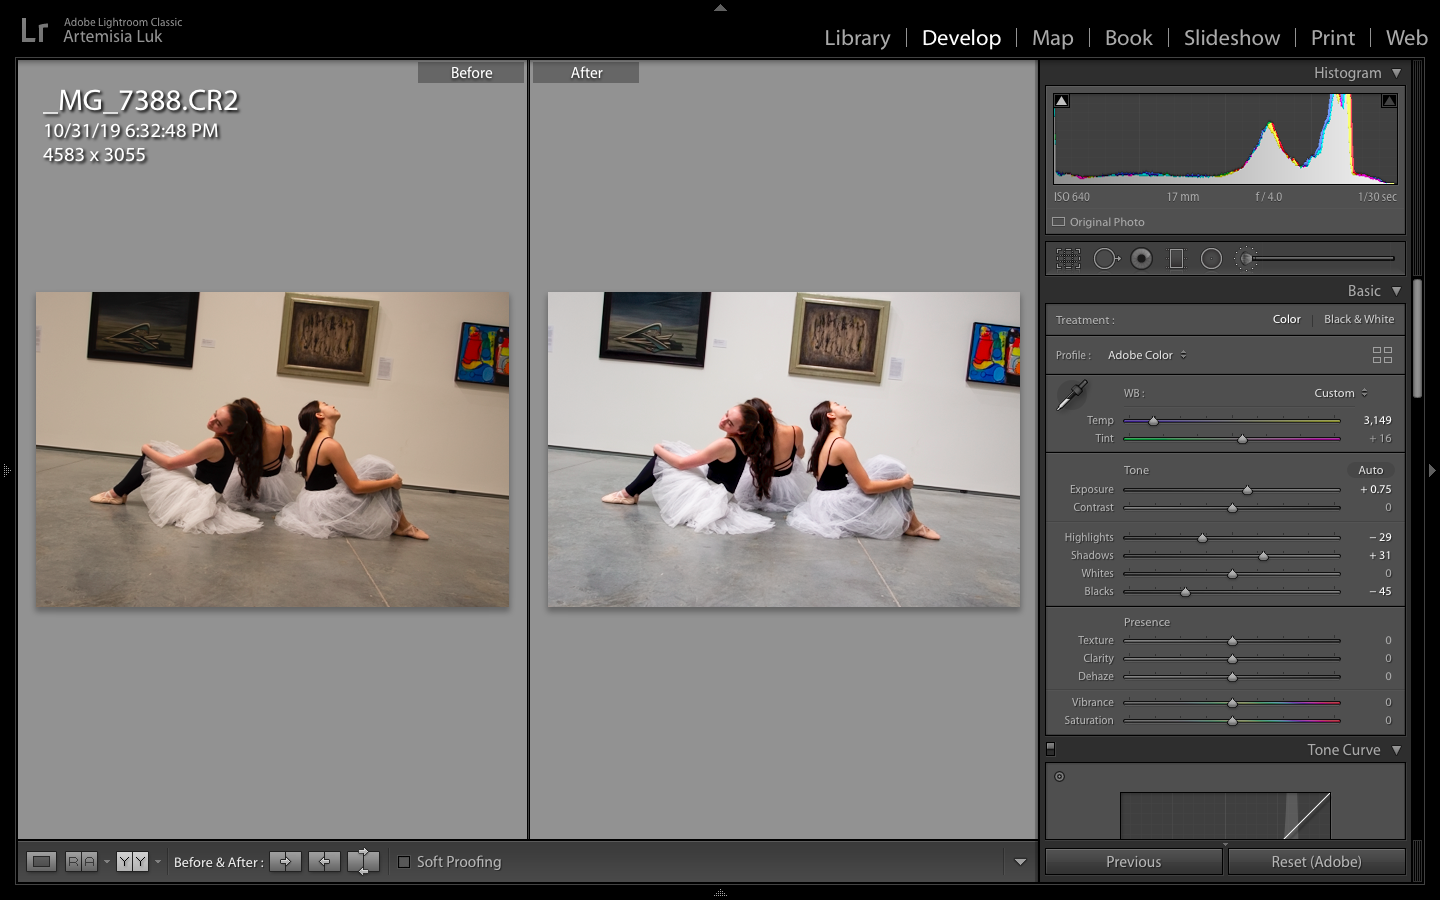 Lr
Adobe Lightroom Classic
Artemisia Luk
Library | Develop | Map | Book | Slideshow | Print | Web
Before
After
_MG_7388.CR2
10/31/19 6:32:48 PM
4583 x 3055
Histogram
ISO 640 17 mm f / 4.0 1/30 sec
Original Photo
Basic
Treatment : Color | Black & White
Profile : Adobe Color
WB : Custom
Temp 3,149
Tint + 16
Tone Auto
Exposure + 0.75
Contrast 0
Highlights − 29
Shadows + 31
Whites 0
Blacks − 45
Presence
Texture 0
Clarity 0
Dehaze 0
Vibrance 0
Saturation 0
Tone Curve
R A Y Y Before & After : Soft Proofing
Previous Reset (Adobe)